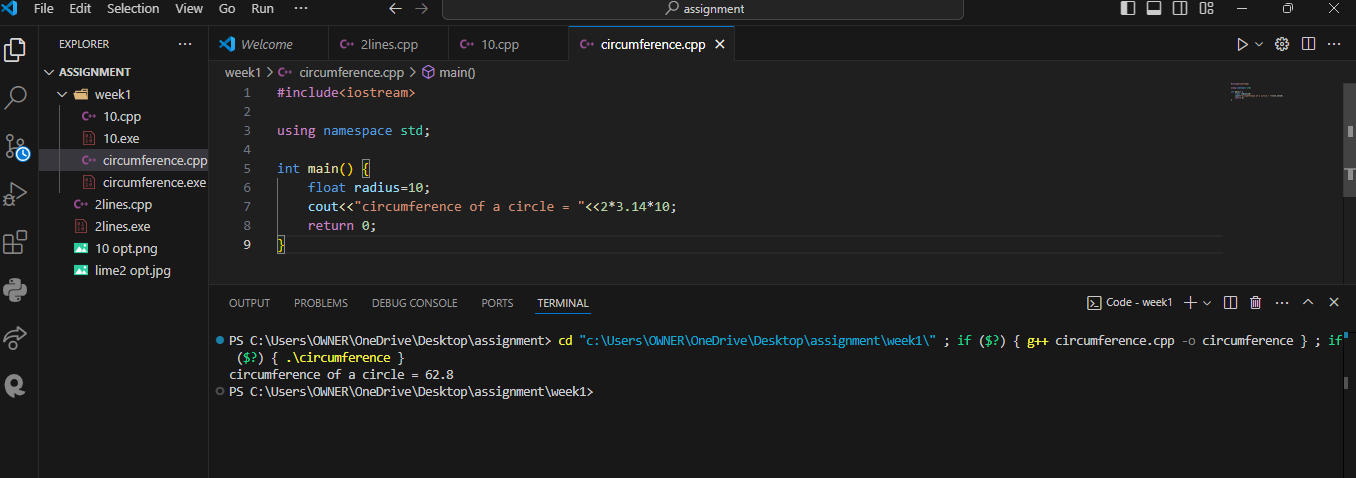 File Edit Selection View Go Run ··· assignment
EXPLORER ···
ASSIGNMENT
week1
10.cpp
10.exe
circumference.cpp
circumference.exe
2lines.cpp
2lines.exe
10 opt.png
lime2 opt.jpg
Welcome 2lines.cpp 10.cpp circumference.cpp
week1 > circumference.cpp > main()
1 #include<iostream>
2
3 using namespace std;
4
5 int main() {
6 float radius=10;
7 cout<<"circumference of a circle = "<<2*3.14*10;
8 return 0;
9 }
OUTPUT PROBLEMS DEBUG CONSOLE PORTS TERMINAL Code - week1
PS C:\Users\OWNER\OneDrive\Desktop\assignment> cd "c:\Users\OWNER\OneDrive\Desktop\assignment\week1\" ; if ($?) { g++ circumference.cpp -o circumference } ; if
($?) { .\circumference }
circumference of a circle = 62.8
PS C:\Users\OWNER\OneDrive\Desktop\assignment\week1>